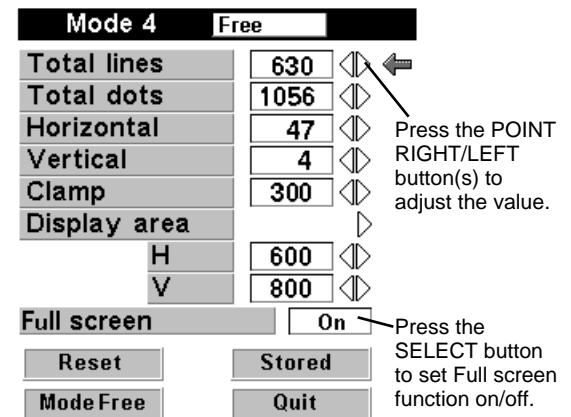 Mode 4 Free
Total lines 630
Total dots 1056
Horizontal 47
Vertical 4
Clamp 300
Display area
H 600
V 800
Full screen On
Reset Stored
Mode Free Quit
Press the POINT
RIGHT/LEFT
button(s) to
adjust the value.
Press the
SELECT button
to set Full screen
function on/off.